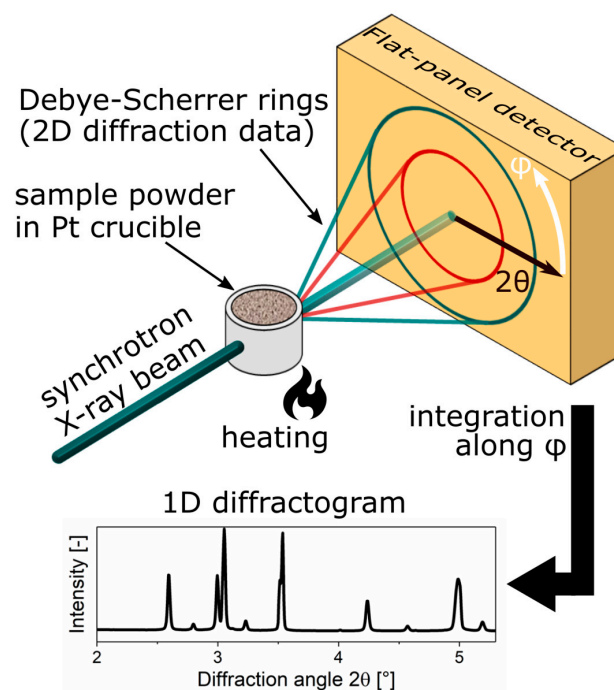 Flat-panel detector
Debye-Scherrer rings
(2D diffraction data)
φ
sample powder
in Pt crucible
2θ
synchrotron
X-ray beam
heating
integration
along φ
1D diffractogram
Intensity [-]
2 3 4 5
Diffraction angle 2θ [°]